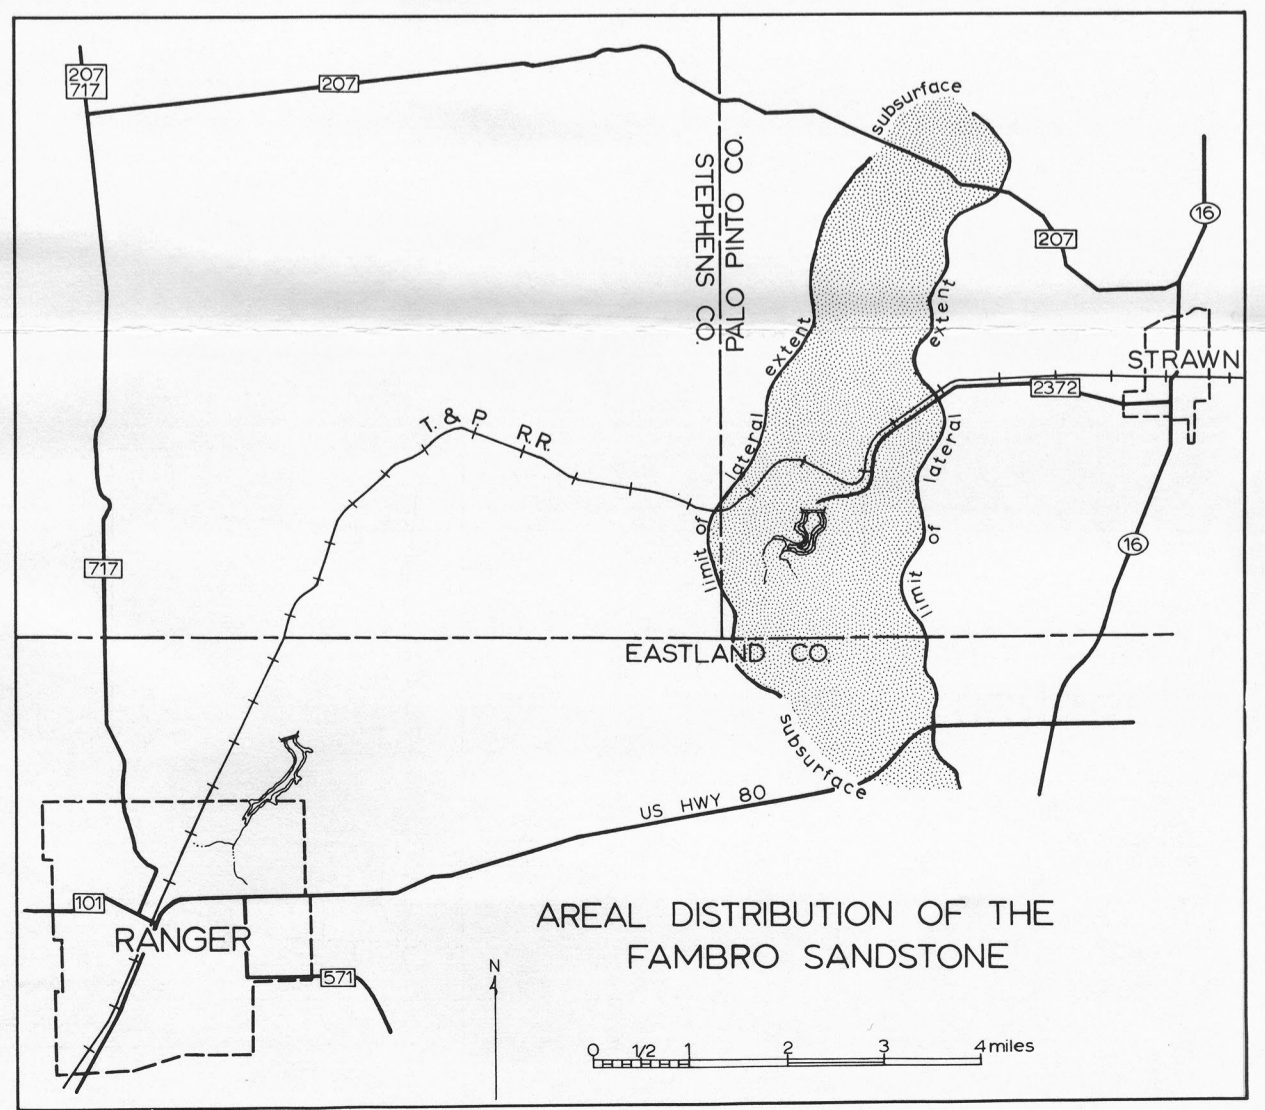 207
717
207
subsurface
STEPHENS CO.
PALO PINTO CO.
16
207
limit of lateral extent
limit of lateral extent
STRAWN
2372
T. & P. R.R.
16
717
EASTLAND CO.
subsurface
US HWY 80
101
RANGER
571
AREAL DISTRIBUTION OF THE
FAMBRO SANDSTONE
N
0 1/2 1 2 3 4 miles